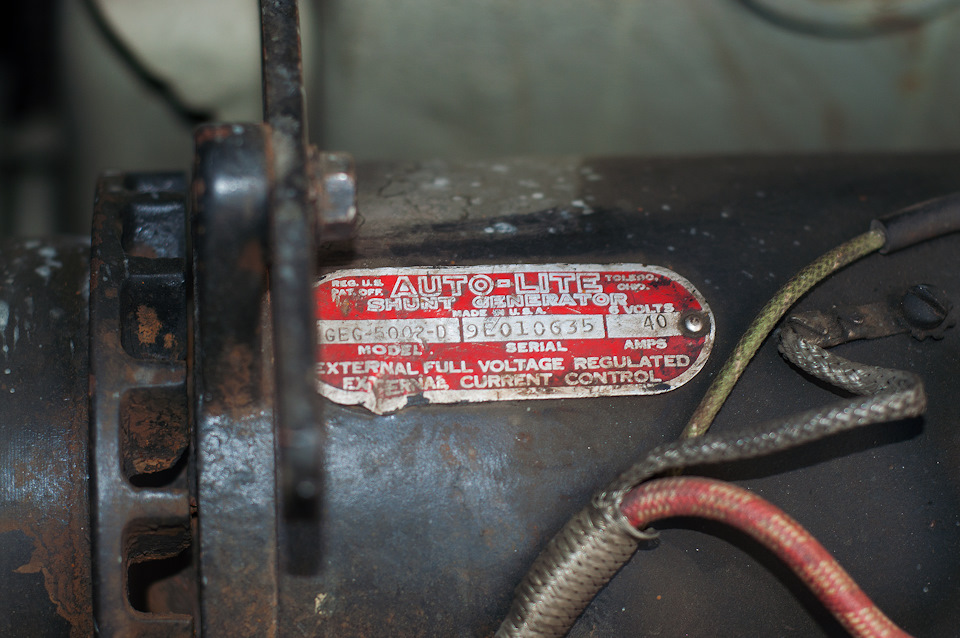 REG. U.S. PAT. OFF. AUTO-LITE TOLEDO, OHIO.
SHUNT GENERATOR
MADE IN U.S.A. 6 VOLTS
GEG-5002-D 9E010635 40
MODEL SERIAL AMPS
EXTERNAL FULL VOLTAGE REGULATED
EXTERNAL CURRENT CONTROL